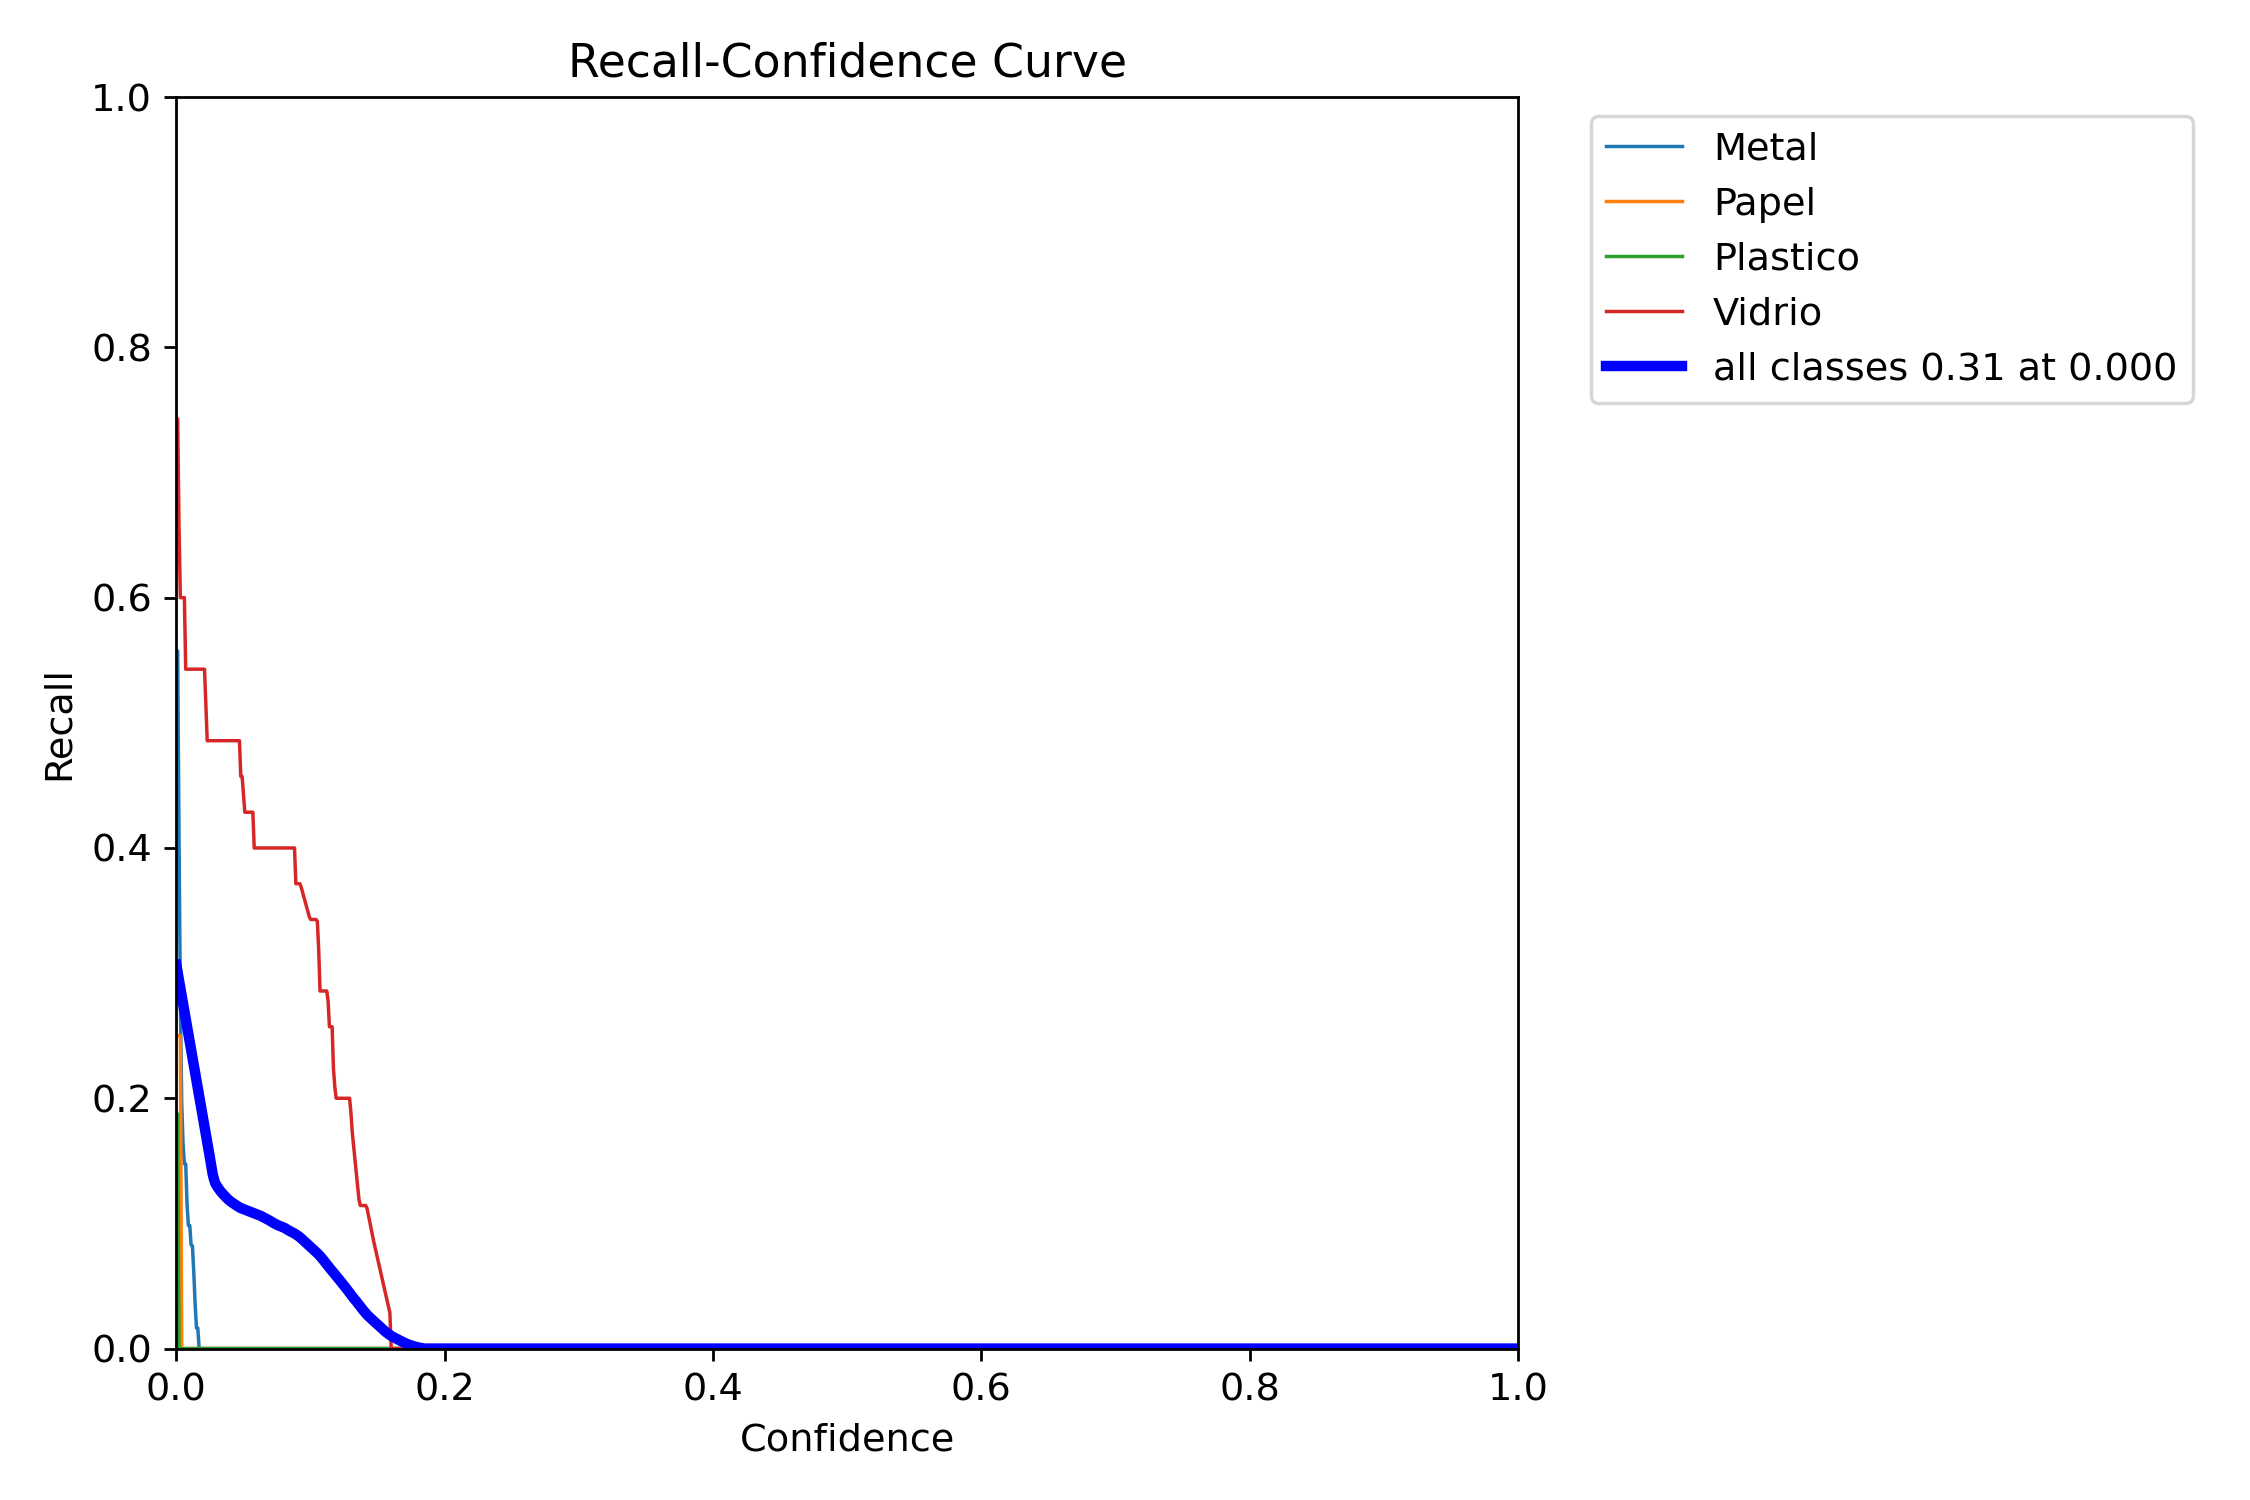 Recall-Confidence Curve
1.0
0.8
0.6
0.4
0.2
0.0
Recall
0.0 0.2 0.4 0.6 0.8 1.0
Confidence
Metal
Papel
Plastico
Vidrio
all classes 0.31 at 0.000